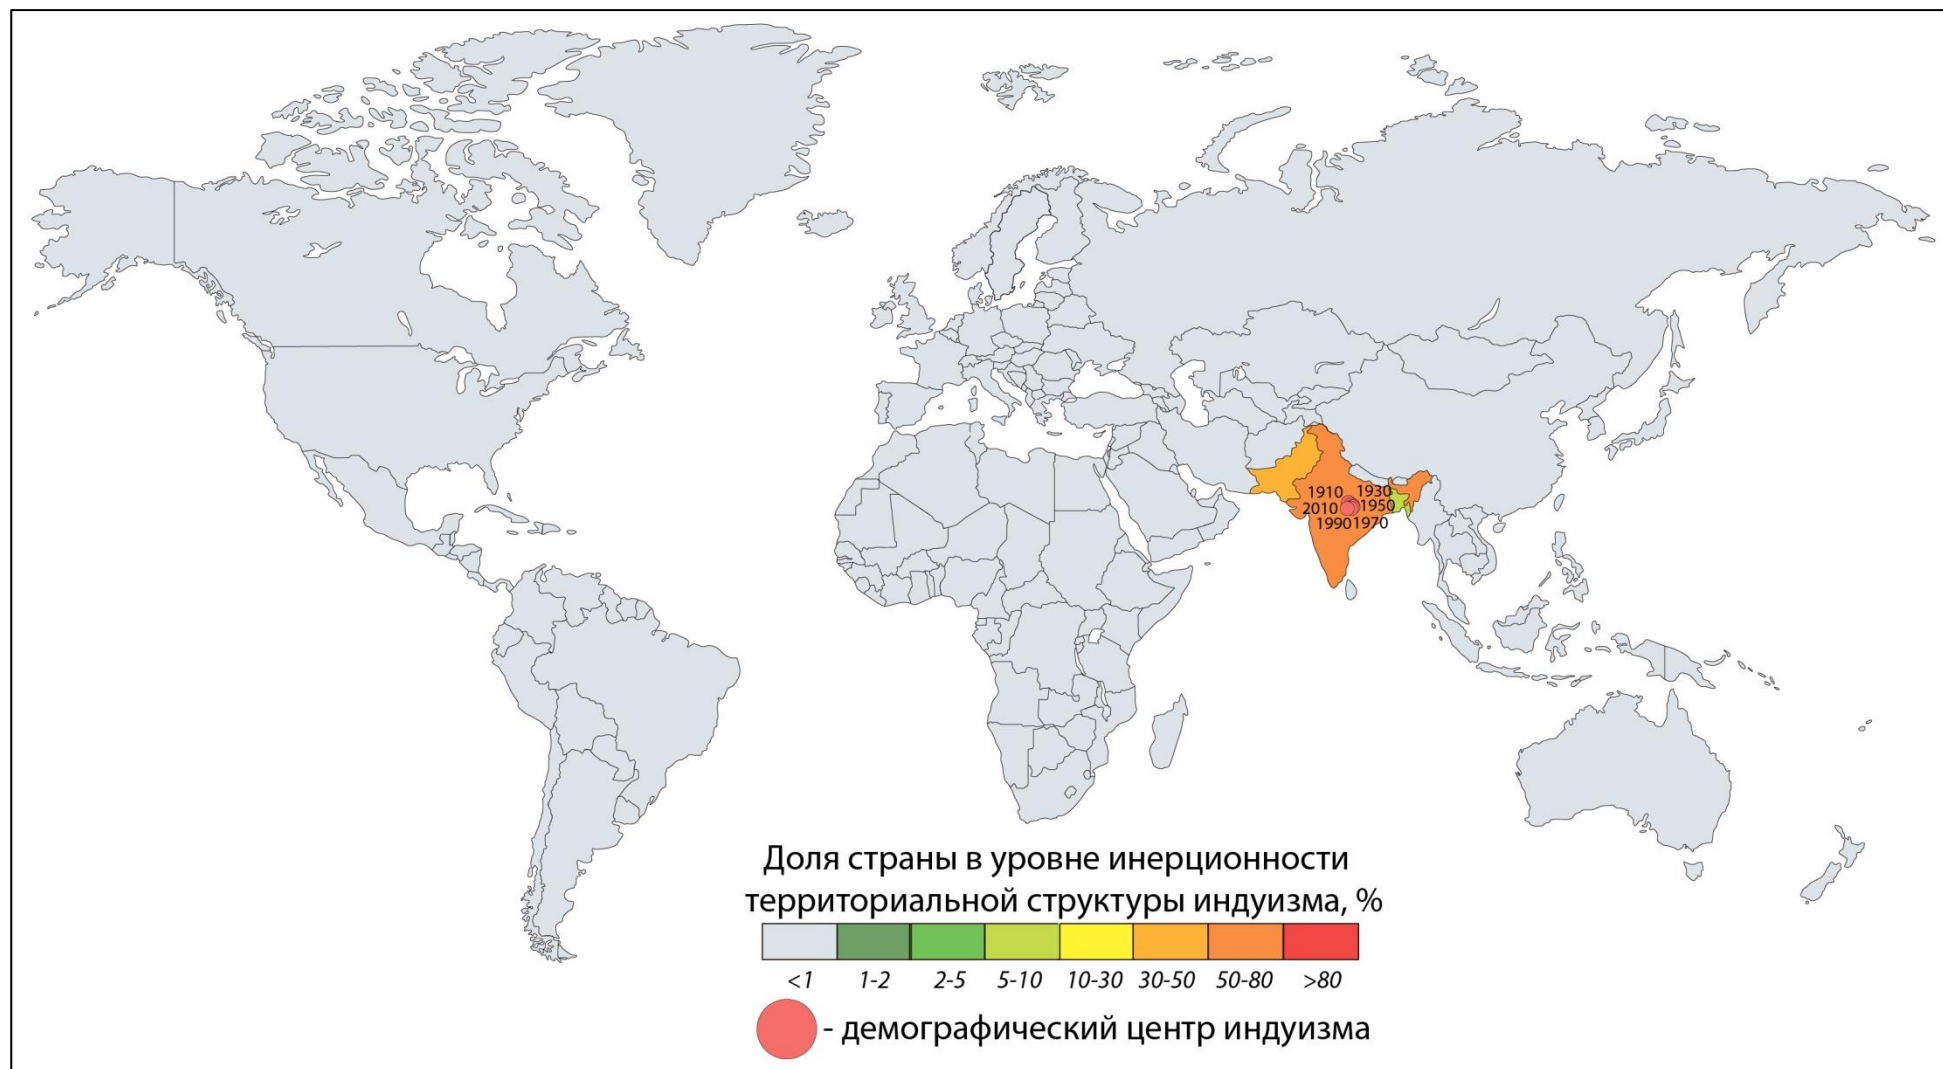 1910 1930
2010 1950
1990 1970
Доля страны в уровне инерционности
территориальной структуры индуизма, %
<1 1-2 2-5 5-10 10-30 30-50 50-80 >80
- демографический центр индуизма